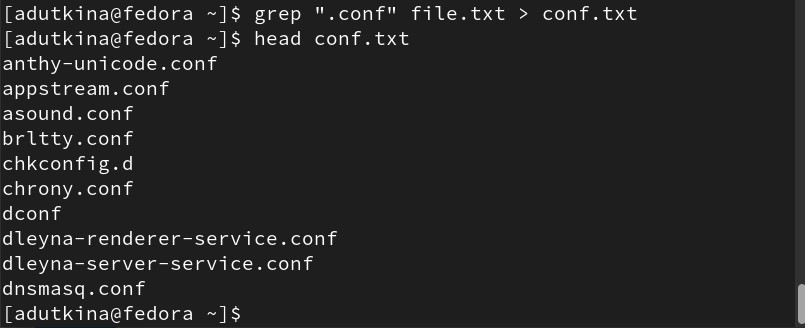 [adutkina@fedora ~]$ grep ".conf" file.txt > conf.txt
[adutkina@fedora ~]$ head conf.txt
anthy-unicode.conf
appstream.conf
asound.conf
brltty.conf
chkconfig.d
chrony.conf
dconf
dleyna-renderer-service.conf
dleyna-server-service.conf
dnsmasq.conf
[adutkina@fedora ~]$